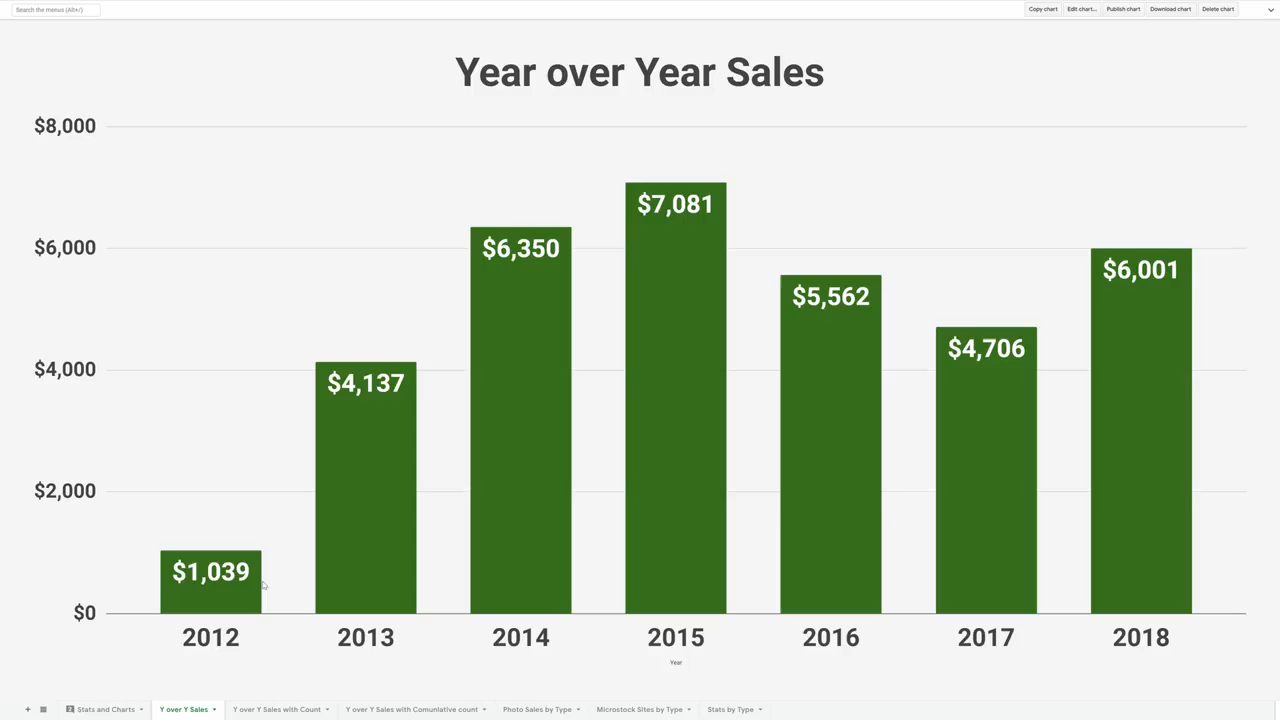 Search the menus (Alt+/)
Copy chart Edit chart... Publish chart Download chart Delete chart
Year over Year Sales
$8,000
$7,081
$6,350
$6,000
$6,001
$5,562
$4,706
$4,000
$4,137
$2,000
$1,039
$0
2012 2013 2014 2015 2016 2017 2018
Year
+ 2 Stats and Charts Y over Y Sales Y over Y Sales with Count Y over Y Sales with Comunlative count Photo Sales by Type Microstock Sites by Type Stats by Type